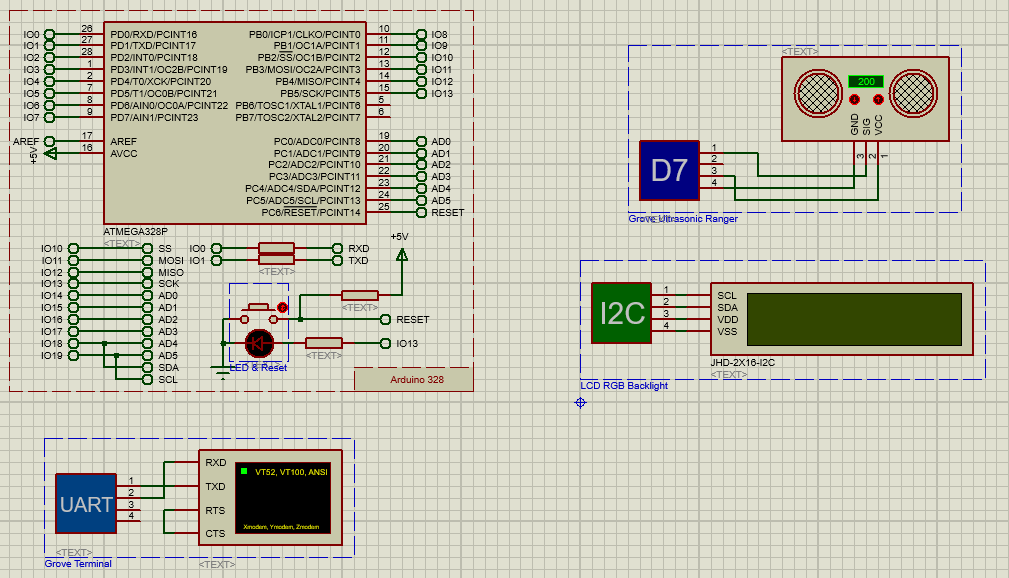 IO0 26 PD0/RXD/PCINT16 PB0/ICP1/CLKO/PCINT0 10 IO8
IO1 27 PD1/TXD/PCINT17 PB1/OC1A/PCINT1 11 IO9
IO2 28 PD2/INT0/PCINT18 PB2/SS/OC1B/PCINT2 12 IO10
IO3 1 PD3/INT1/OC2B/PCINT19 PB3/MOSI/OC2A/PCINT3 13 IO11
IO4 2 PD4/T0/XCK/PCINT20 PB4/MISO/PCINT4 14 IO12
IO5 7 PD5/T1/OC0B/PCINT21 PB5/SCK/PCINT5 15 IO13
IO6 8 PD6/AIN0/OC0A/PCINT22 PB6/TOSC1/XTAL1/PCINT6 5
IO7 9 PD7/AIN1/PCINT23 PB7/TOSC2/XTAL2/PCINT7 6
AREF 17 AREF PC0/ADC0/PCINT8 19 AD0
+5V 16 AVCC PC1/ADC1/PCINT9 20 AD1
PC2/ADC2/PCINT10 21 AD2
PC3/ADC3/PCINT11 22 AD3
PC4/ADC4/SDA/PCINT12 23 AD4
PC5/ADC5/SCL/PCINT13 24 AD5
PC6/RESET/PCINT14 25 RESET
ATMEGA328P
<TEXT>
IO10 SS
IO11 MOSI
IO12 MISO
IO13 SCK
IO14 AD0
IO15 AD1
IO16 AD2
IO17 AD3
IO18 AD4
IO19 AD5
SDA
SCL
IO0 RXD
IO1 TXD
<TEXT>
+5V
<TEXT>
RESET
IO13
<TEXT>
LED & Reset
Arduino 328
<TEXT>
200
GND SIG VCC
3 2 1
D7
1
2
3
4
Grove Ultrasonic Ranger
I2C
1 SCL
2 SDA
3 VDD
4 VSS
JHD-2X16-I2C
<TEXT>
LCD RGB Backlight
UART
1
2
3
4
RXD
TXD
RTS
CTS
VT52, VT100, ANSI
Xmodem, Ymodem, Zmodem
<TEXT>
Grove Terminal
<TEXT>